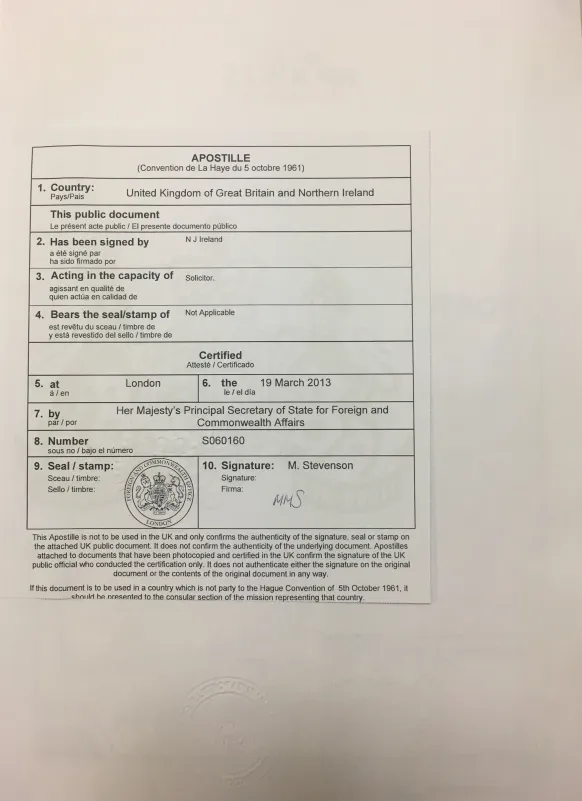 APOSTILLE
(Convention de La Haye du 5 octobre 1961)
1. Country: United Kingdom of Great Britain and Northern Ireland
Pays/Pais
This public document
Le présent acte public / El presente documento público
2. Has been signed by N J Ireland
a été signé par
ha sido firmado por
3. Acting in the capacity of Solicitor.
agissant en qualité de
quien actúa en calidad de
4. Bears the seal/stamp of Not Applicable
est revêtu du sceau / timbre de
y está revestido del sello / timbre de
Certified
Attesté / Certificado
5. at London 6. the 19 March 2013
á / en le / el día
7. by Her Majesty's Principal Secretary of State for Foreign and
par / por Commonwealth Affairs
8. Number S060160
sous no / bajo el número
9. Seal / stamp: 10. Signature: M. Stevenson
Sceau / timbre: Signature:
Sello / timbre: Firma:
FOREIGN AND COMMONWEALTH OFFICE
LONDON
MMS
This Apostille is not to be used in the UK and only confirms the authenticity of the signature, seal or stamp on
the attached UK public document. It does not confirm the authenticity of the underlying document. Apostilles
attached to documents that have been photocopied and certified in the UK confirm the signature of the UK
public official who conducted the certification only. It does not authenticate either the signature on the original
document or the contents of the original document in any way.
If this document is to be used in a country which is not party to the Hague Convention of 5th October 1961, it
should be presented to the consular section of the mission representing that country.